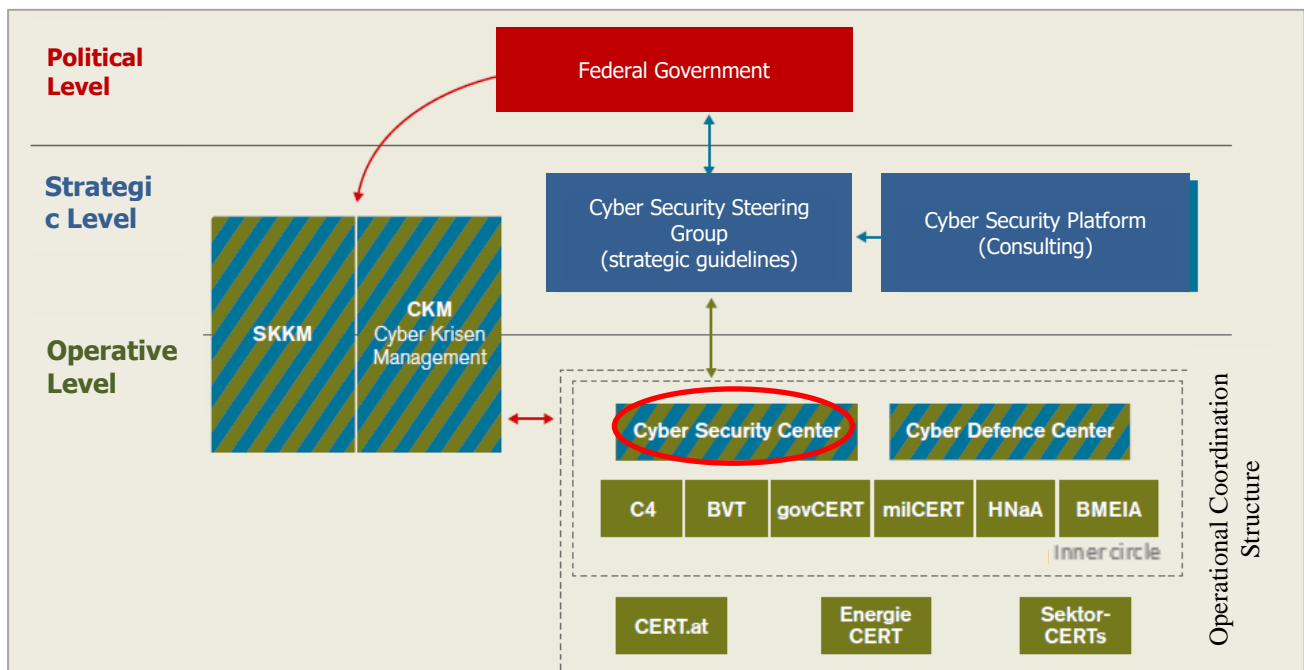 Political
Level
Federal Government
Strategi
c Level
Cyber Security Steering
Group
(strategic guidelines)
Cyber Security Platform
(Consulting)
SKKM
CKM
Cyber Krisen
Management
Operative
Level
Cyber Security Center
Cyber Defence Center
C4
BVT
govCERT
milCERT
HNaA
BMEIA
Inner circle
CERT.at
Energie
CERT
Sektor-
CERTs
Operational Coordination
Structure